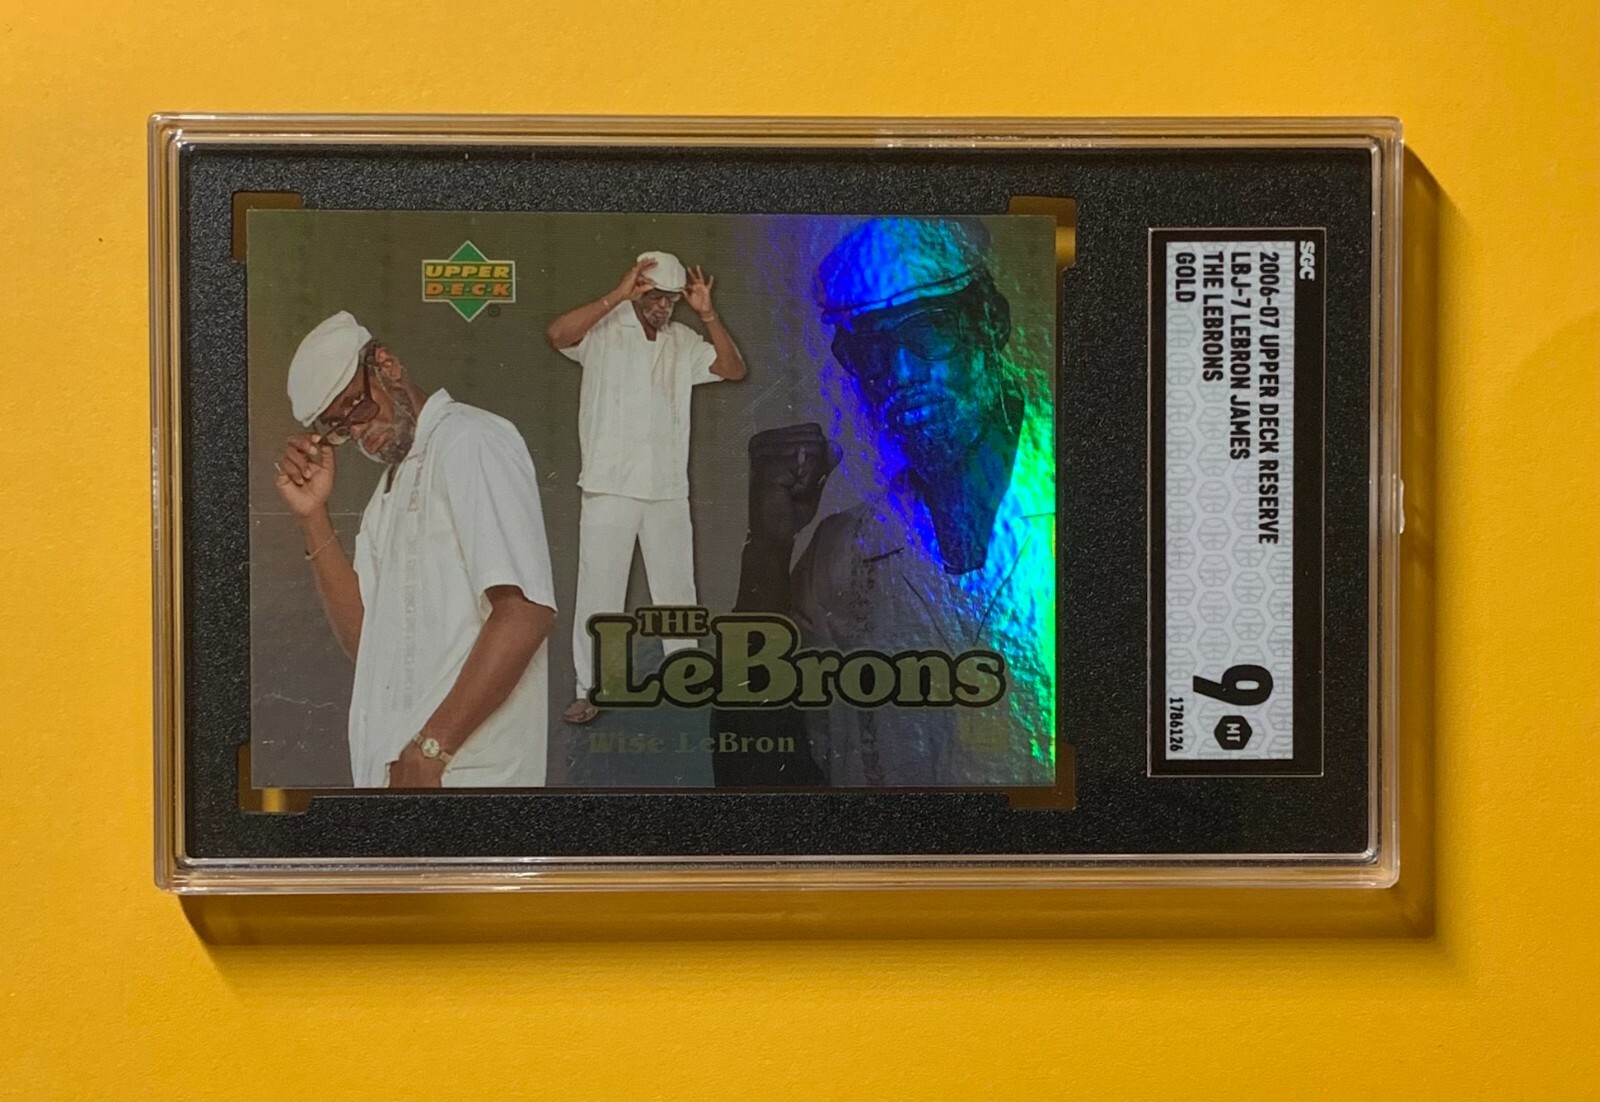 UPPER
D·E·C·K
®
THE
LeBrons
Wise LeBron
SGC
2006-07 UPPER DECK RESERVE
LBJ-7 LEBRON JAMES
THE LEBRONS
GOLD
9
MT
1786126